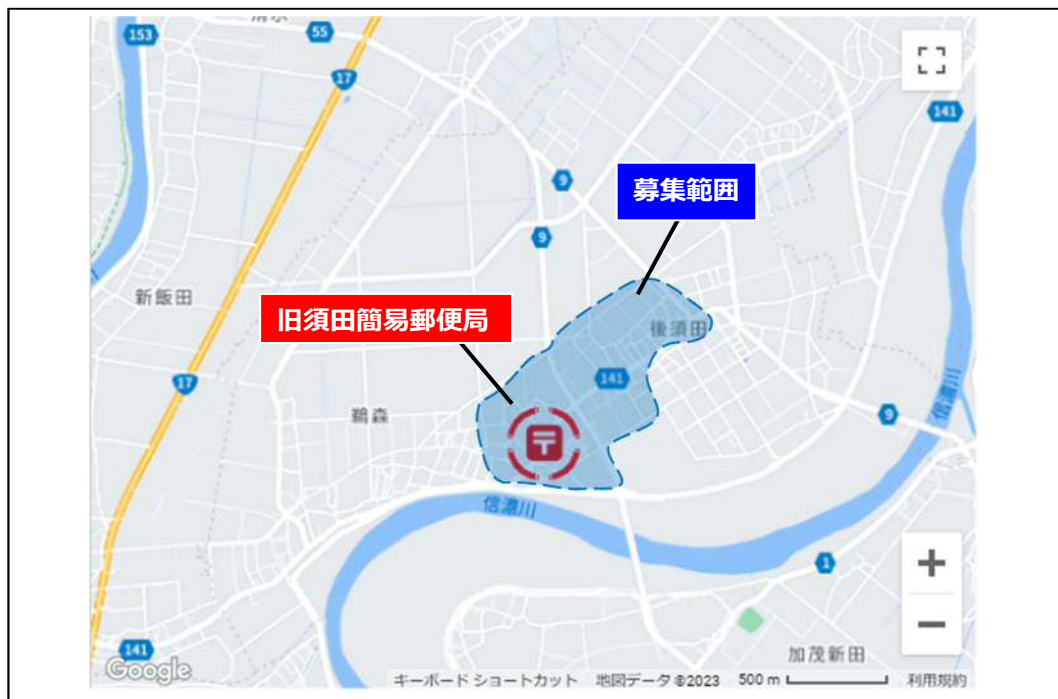 153
55
17
141
9
募集範囲
9
新飯田
旧須田簡易郵便局
後須田
17
141
鵜森
9
信濃川
信濃川
1
141
加茂新田
Google
キーボード ショートカット 地図データ ©2023 500 m 利用規約